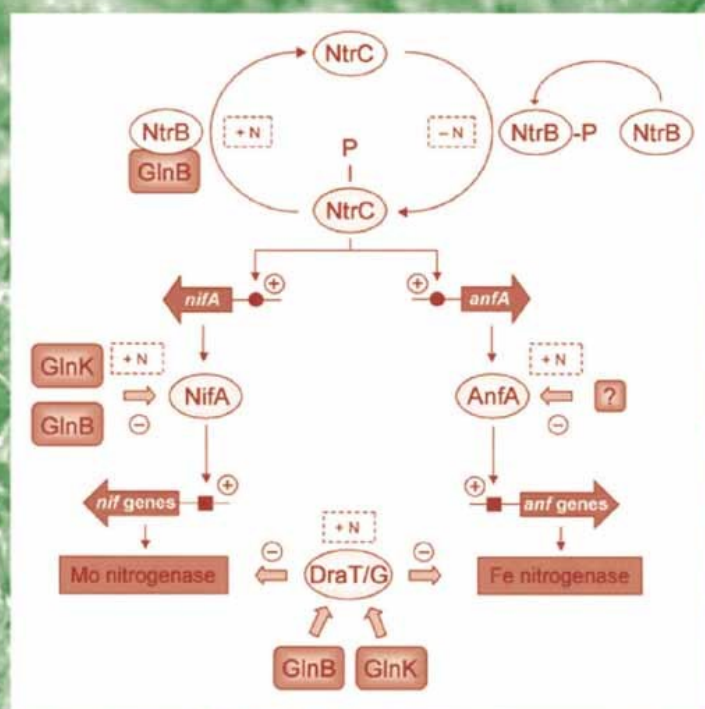 NtrC
NtrB
GlnB
+ N
– N
NtrB -P
NtrB
P
NtrC
nifA
+
+
anfA
GlnK
GlnB
+ N
–
NifA
AnfA
+ N
–
?
nif genes
+
+
anf genes
+ N
Mo nitrogenase
–
DraT/G
–
Fe nitrogenase
GlnB
GlnK